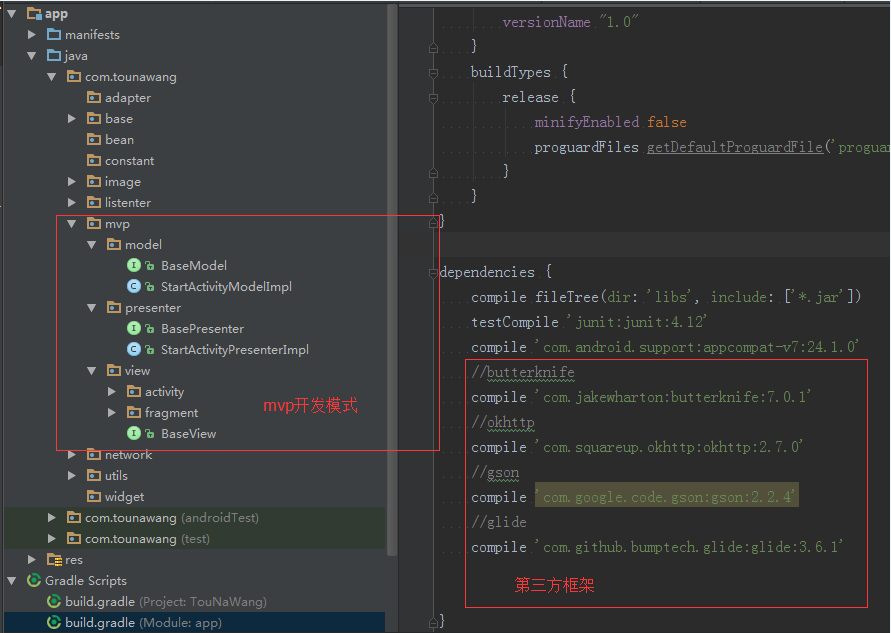 app
manifests
java
com.tounawang
adapter
base
bean
constant
image
listenter
mvp
model
BaseModel
StartActivityModelImpl
presenter
BasePresenter
StartActivityPresenterImpl
view
activity
fragment
BaseView
mvp开发模式
network
utils
widget
com.tounawang (androidTest)
com.tounawang (test)
res
Gradle Scripts
build.gradle (Project: TouNaWang)
build.gradle (Module: app)
versionName "1.0"
}
buildTypes {
release {
minifyEnabled false
proguardFiles getDefaultProguardFile('proguar
}
}
}
dependencies {
compile fileTree(dir: 'libs', include: ['*.jar'])
testCompile 'junit:junit:4.12'
compile 'com.android.support:appcompat-v7:24.1.0'
//butterknife
compile 'com.jakewharton:butterknife:7.0.1'
//okhttp
compile 'com.squareup.okhttp:okhttp:2.7.0'
//gson
compile 'com.google.code.gson:gson:2.2.4'
//glide
compile 'com.github.bumptech.glide:glide:3.6.1'
第三方框架
}